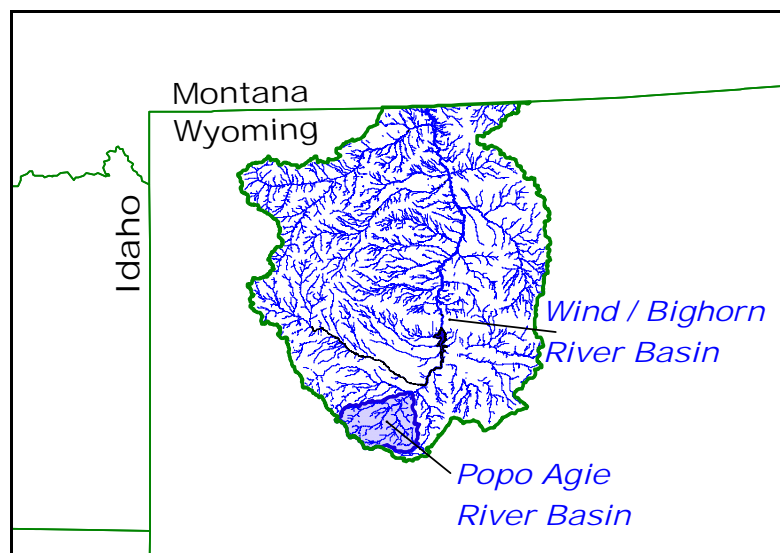 Montana
Wyoming
Idaho
Wind / Bighorn
River Basin
Popo Agie
River Basin